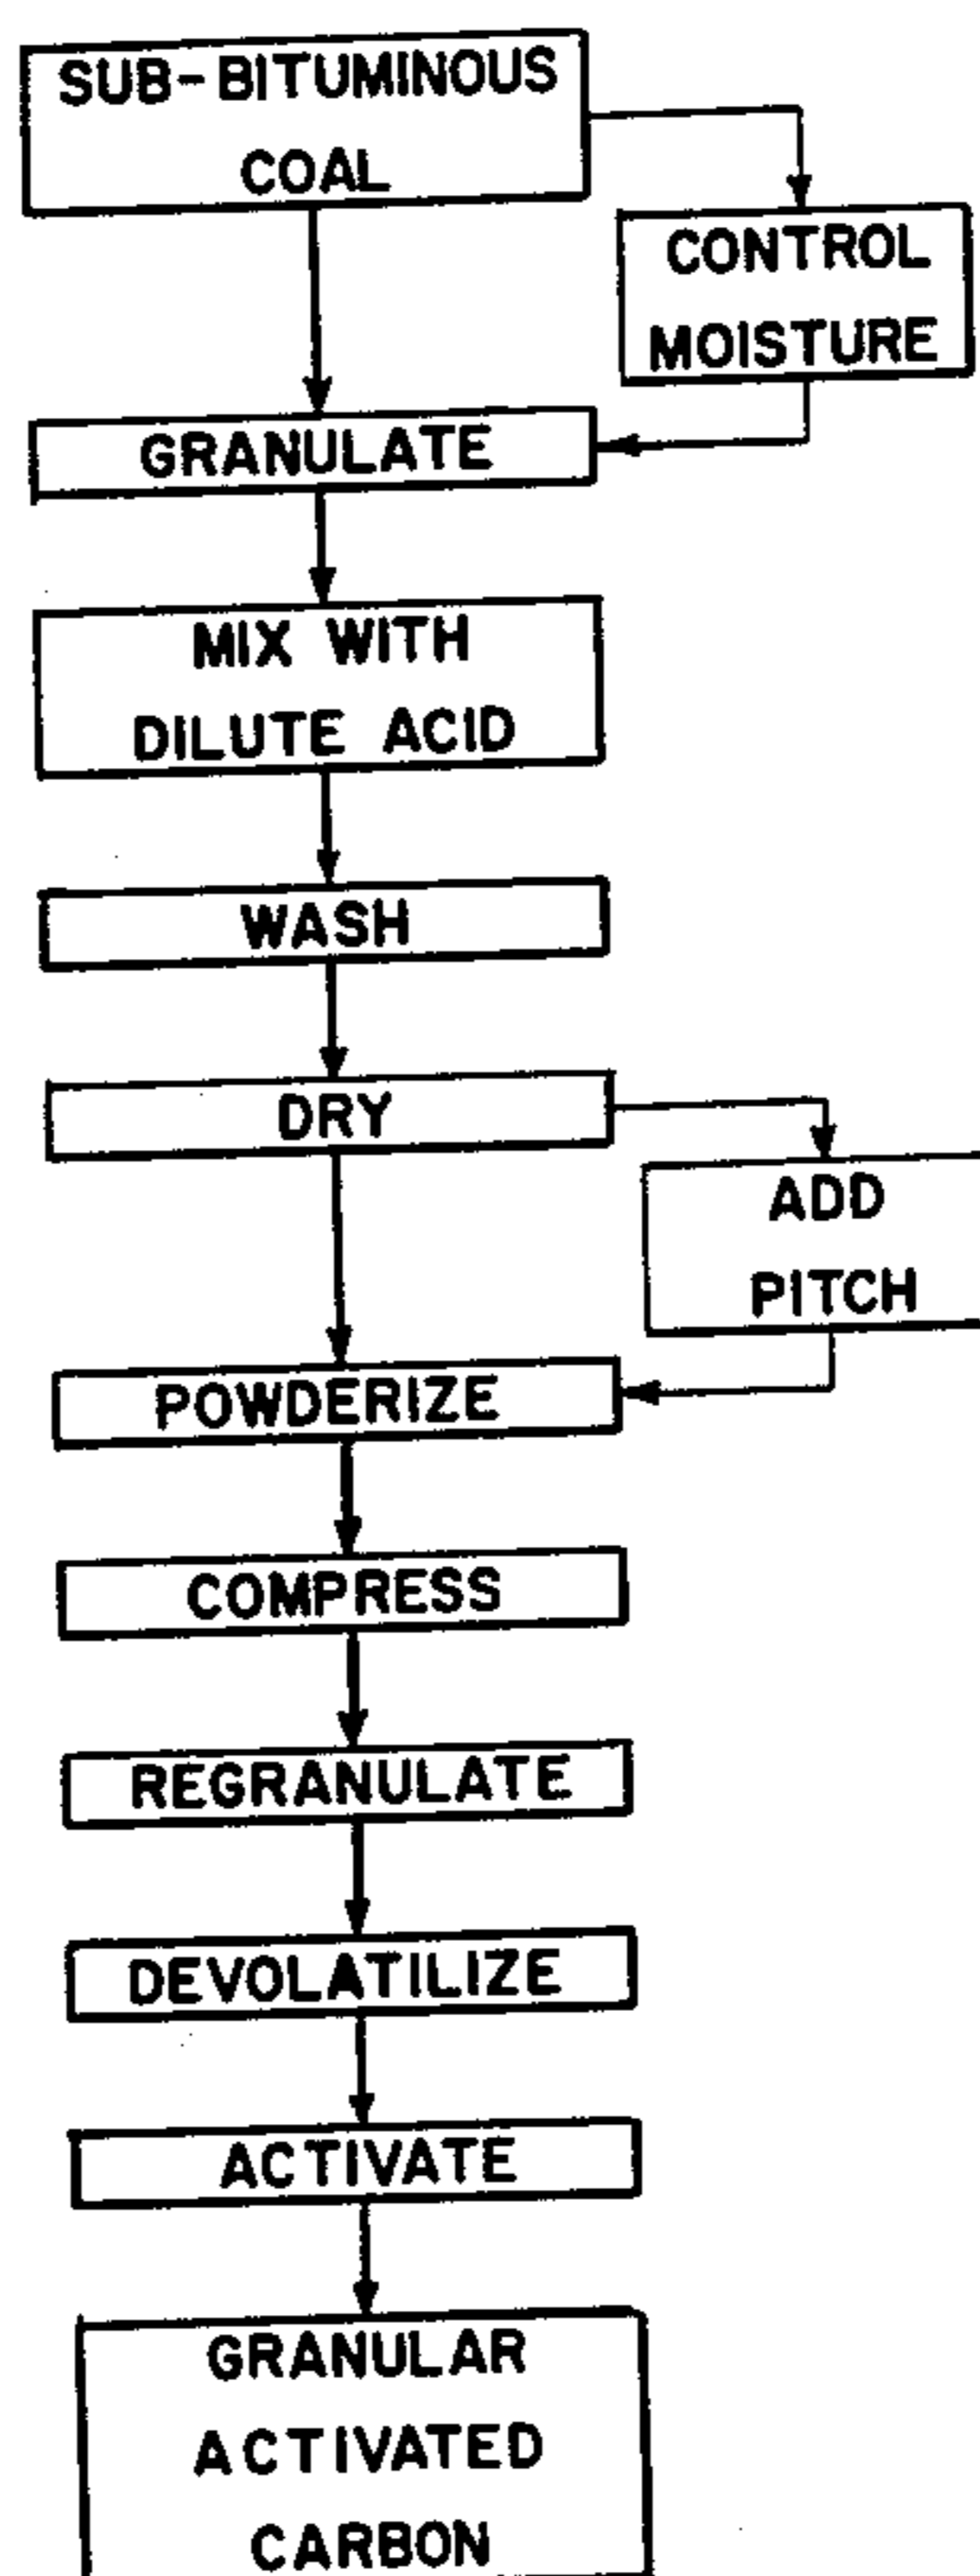 SUB-BITUMINOUS
COAL
CONTROL
MOISTURE
GRANULATE
MIX WITH
DILUTE ACID
WASH
DRY
ADD
PITCH
POWDERIZE
COMPRESS
REGRANULATE
DEVOLATILIZE
ACTIVATE
GRANULAR
ACTIVATED
CARBON